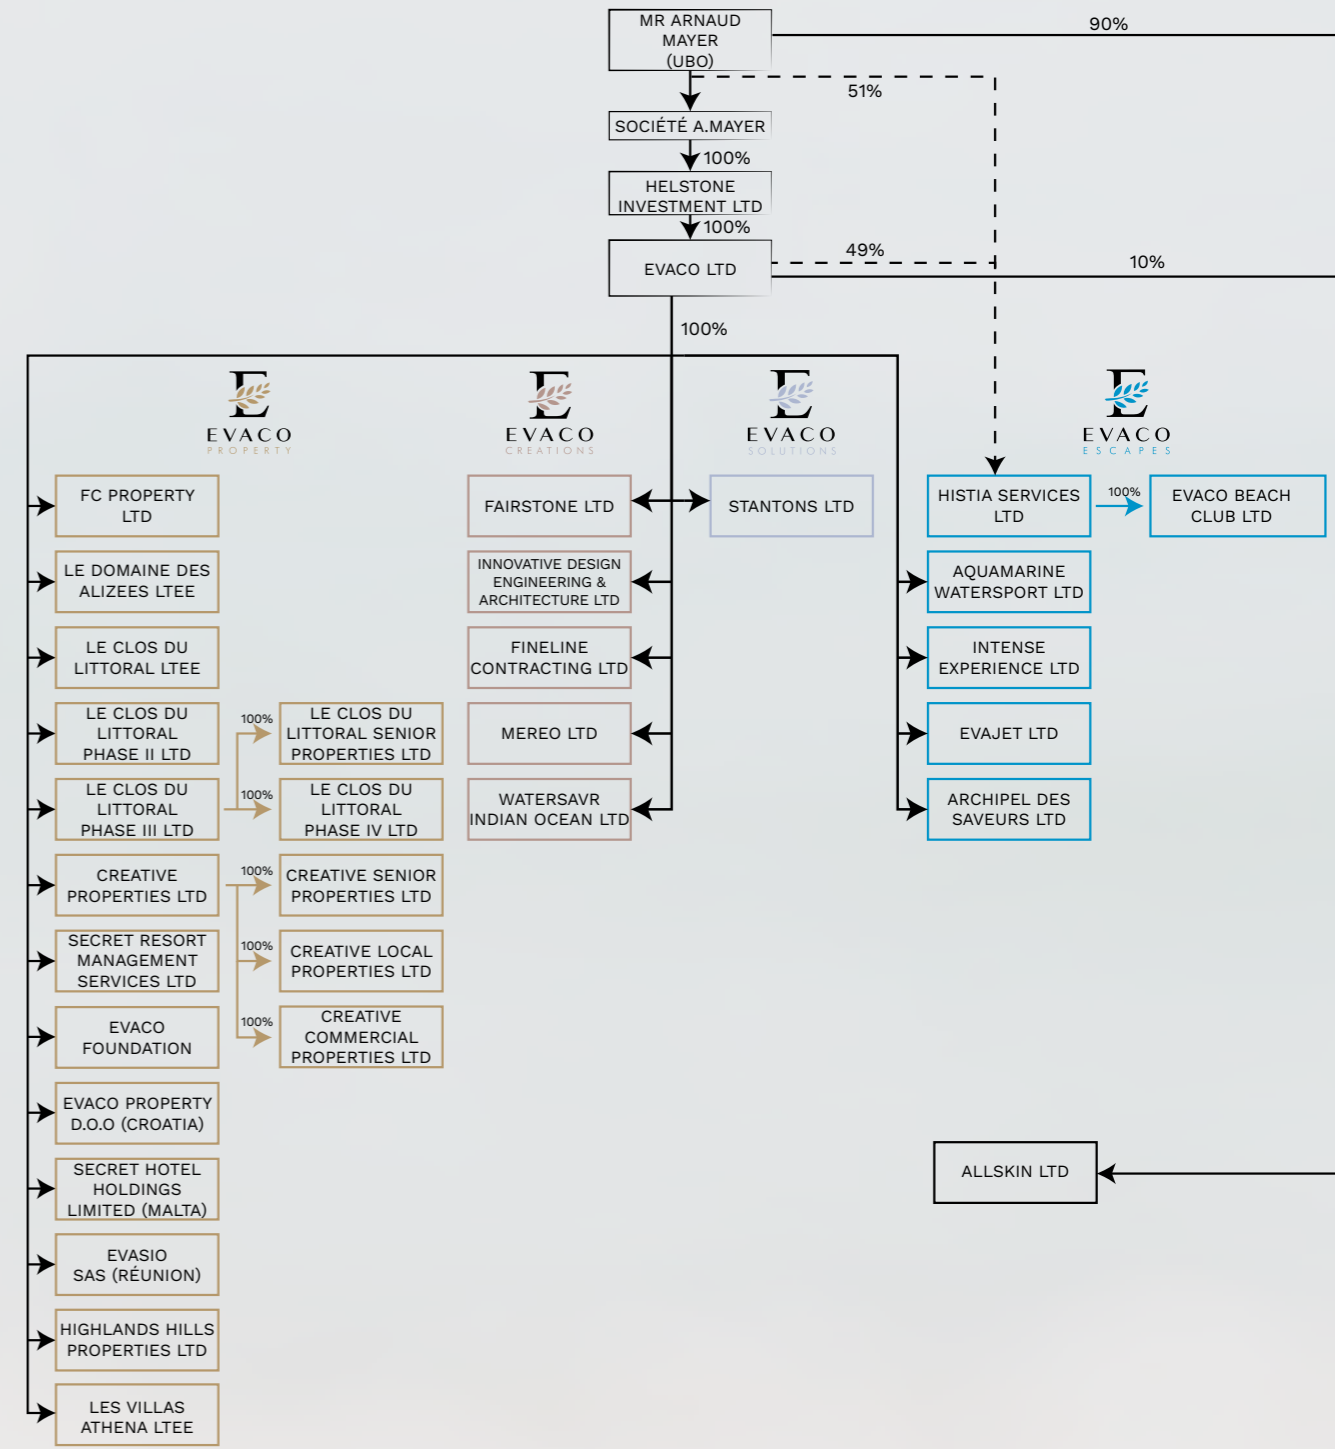 MR ARNAUD
MAYER
(UBO)
90%
51%
SOCIÉTÉ A.MAYER
100%
HELSTONE
INVESTMENT LTD
100%
EVACO LTD
49%
10%
100%
E
EVACO
PROPERTY
E
EVACO
CREATIONS
E
EVACO
SOLUTIONS
E
EVACO
ESCAPES
FC PROPERTY
LTD
LE DOMAINE DES
ALIZEES LTEE
LE CLOS DU
LITTORAL LTEE
LE CLOS DU
LITTORAL
PHASE II LTD
LE CLOS DU
LITTORAL
PHASE III LTD
CREATIVE
PROPERTIES LTD
SECRET RESORT
MANAGEMENT
SERVICES LTD
EVACO
FOUNDATION
EVACO PROPERTY
D.O.O (CROATIA)
SECRET HOTEL
HOLDINGS
LIMITED (MALTA)
EVASIO
SAS (RÉUNION)
HIGHLANDS HILLS
PROPERTIES LTD
LES VILLAS
ATHENA LTEE
100%
LE CLOS DU
LITTORAL SENIOR
PROPERTIES LTD
100%
LE CLOS DU
LITTORAL
PHASE IV LTD
100%
CREATIVE SENIOR
PROPERTIES LTD
100%
CREATIVE LOCAL
PROPERTIES LTD
100%
CREATIVE
COMMERCIAL
PROPERTIES LTD
FAIRSTONE LTD
INNOVATIVE DESIGN
ENGINEERING &
ARCHITECTURE LTD
FINELINE
CONTRACTING LTD
MEREO LTD
WATERSAVR
INDIAN OCEAN LTD
STANTONS LTD
HISTIA SERVICES
LTD
100%
EVACO BEACH
CLUB LTD
AQUAMARINE
WATERSPORT LTD
INTENSE
EXPERIENCE LTD
EVAJET LTD
ARCHIPEL DES
SAVEURS LTD
ALLSKIN LTD